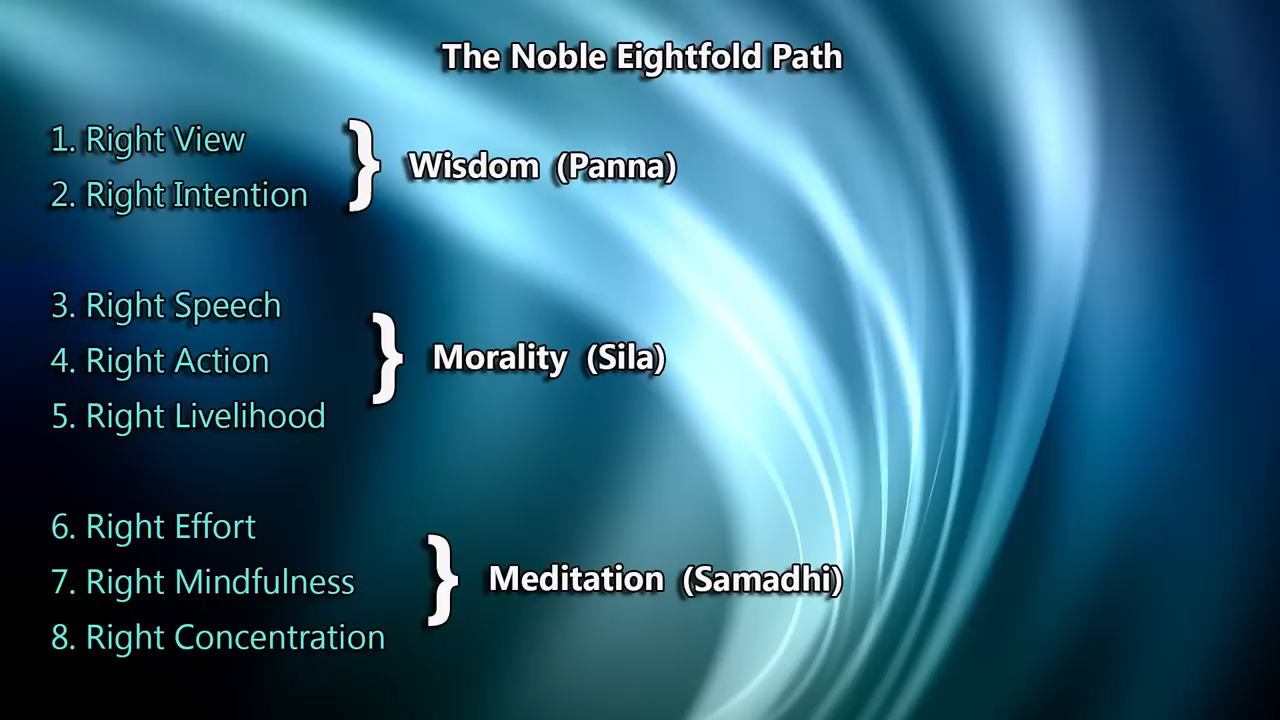 The Noble Eightfold Path
1. Right View
2. Right Intention
} Wisdom (Panna)
3. Right Speech
4. Right Action
5. Right Livelihood
} Morality (Sila)
6. Right Effort
7. Right Mindfulness
8. Right Concentration
} Meditation (Samadhi)